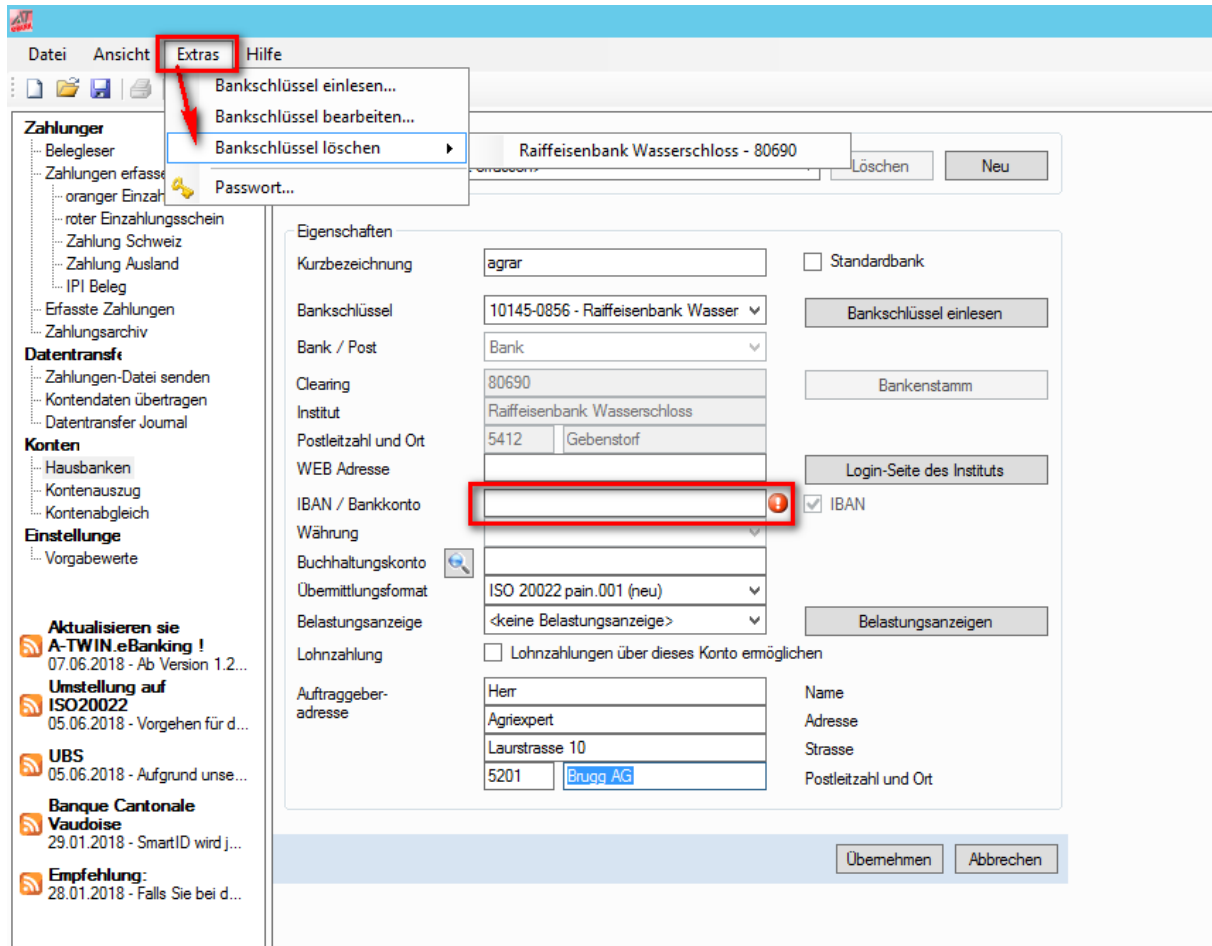 Datei Ansicht Extras Hilfe
Bankschlüssel einlesen...
Bankschlüssel bearbeiten...
Bankschlüssel löschen
Raiffeisenbank Wasserschloss - 80690
Passwort...
Löschen
Neu
Zahlungen
Belegleser
Zahlungen erfasse
oranger Einzah
roter Einzahlungsschein
Zahlung Schweiz
Zahlung Ausland
IPI Beleg
Erfasste Zahlungen
Zahlungsarchiv
Datentransfe
Zahlungen-Datei senden
Kontendaten übertragen
Datentransfer Journal
Konten
Hausbanken
Kontenauszug
Kontenabgleich
Einstellunge
Vorgabewerte
Aktualisieren sie
A-TWIN.eBanking !
07.06.2018 - Ab Version 1.2...
Umstellung auf
ISO20022
05.06.2018 - Vorgehen für d...
UBS
05.06.2018 - Aufgrund unse...
Banque Cantonale
Vaudoise
29.01.2018 - SmartID wird j...
Empfehlung:
28.01.2018 - Falls Sie bei d...
Eigenschaften
Kurzbezeichnung agrar Standardbank
Bankschlüssel 10145-0856 - Raiffeisenbank Wasser Bankschlüssel einlesen
Bank / Post Bank
Clearing 80690 Bankenstamm
Institut Raiffeisenbank Wasserschloss
Postleitzahl und Ort 5412 Gebenstorf
WEB Adresse Login-Seite des Instituts
IBAN / Bankkonto IBAN
Währung
Buchhaltungskonto
Übermittlungsformat ISO 20022 pain.001 (neu)
Belastungsanzeige <keine Belastungsanzeige> Belastungsanzeigen
Lohnzahlung Lohnzahlungen über dieses Konto ermöglichen
Auftraggeber-
adresse
Herr Name
Agriexpert Adresse
Laurstrasse 10 Strasse
5201 Brugg AG Postleitzahl und Ort
Übernehmen Abbrechen